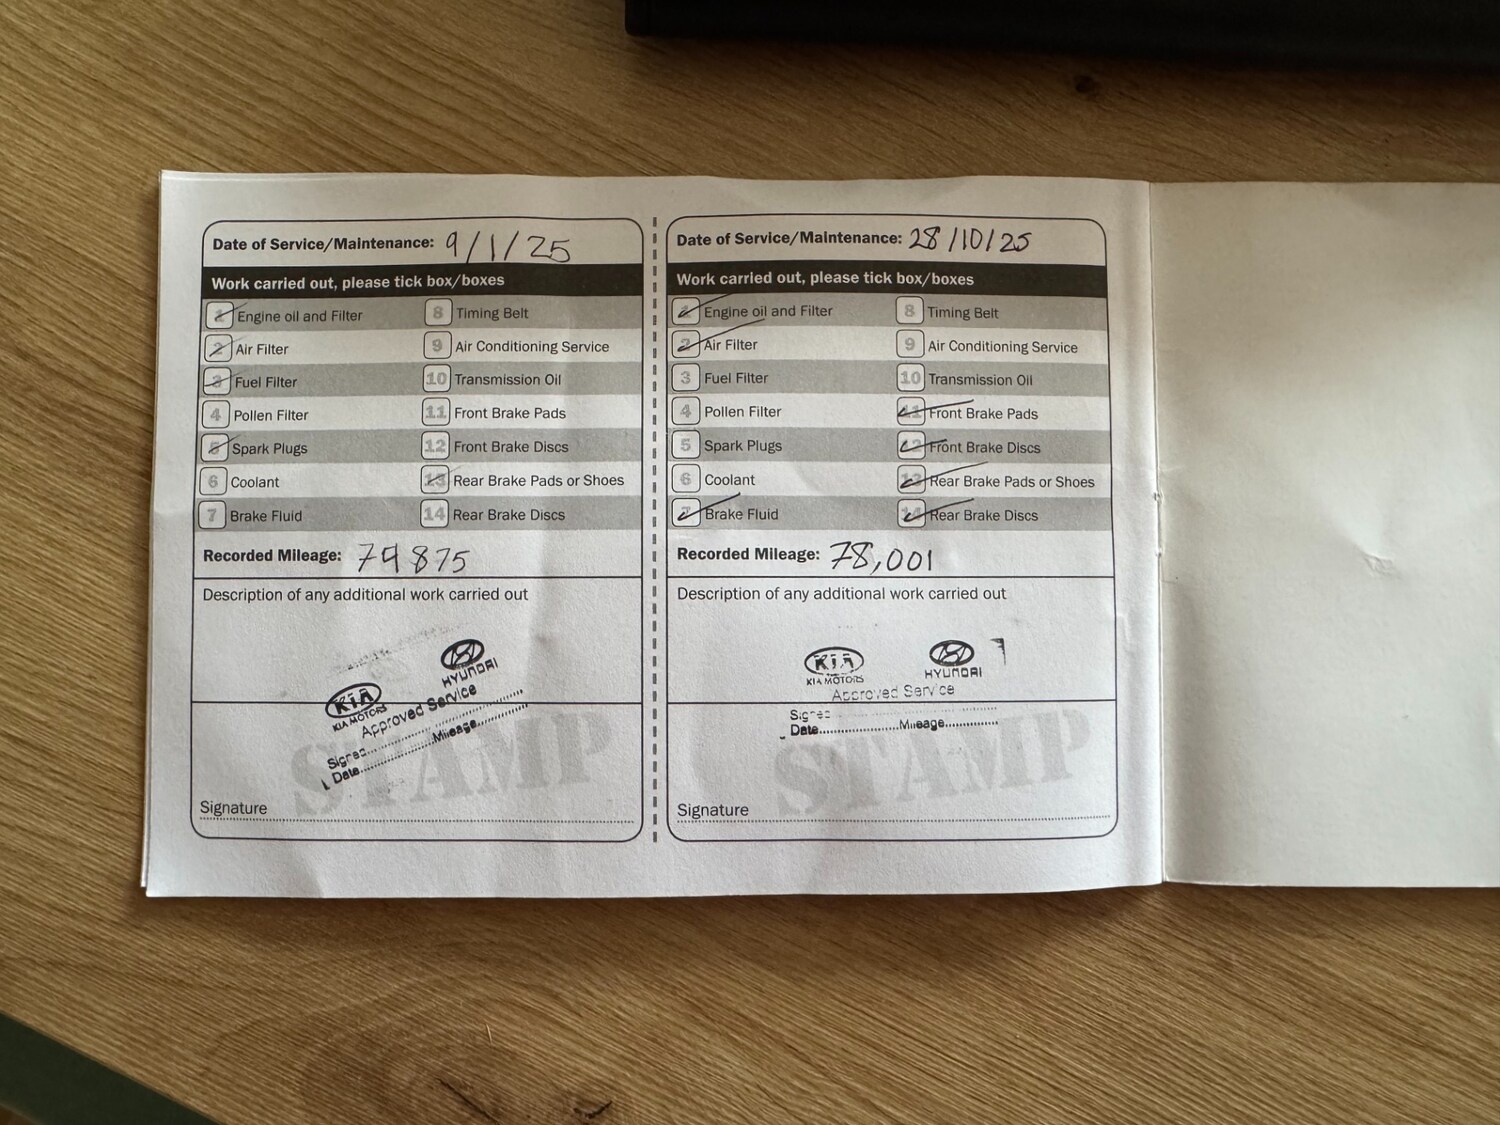 Date of Service/Maintenance: 9/1/25
Work carried out, please tick box/boxes
1 Engine oil and Filter 8 Timing Belt
2 Air Filter 9 Air Conditioning Service
3 Fuel Filter 10 Transmission Oil
4 Pollen Filter 11 Front Brake Pads
5 Spark Plugs 12 Front Brake Discs
6 Coolant 13 Rear Brake Pads or Shoes
7 Brake Fluid 14 Rear Brake Discs
Recorded Mileage: 74875
Description of any additional work carried out
KIA HYUNDAI
KIA MOTORS
Approved Service
Signed
Date Mileage
STAMP
Signature
Date of Service/Maintenance: 28/10/25
Work carried out, please tick box/boxes
1 Engine oil and Filter 8 Timing Belt
2 Air Filter 9 Air Conditioning Service
3 Fuel Filter 10 Transmission Oil
4 Pollen Filter 11 Front Brake Pads
5 Spark Plugs 12 Front Brake Discs
6 Coolant 13 Rear Brake Pads or Shoes
7 Brake Fluid 14 Rear Brake Discs
Recorded Mileage: 78,001
Description of any additional work carried out
KIA
KIA MOTORS HYUNDAI
Approved Service
Signed
Date Mileage
STAMP
Signature